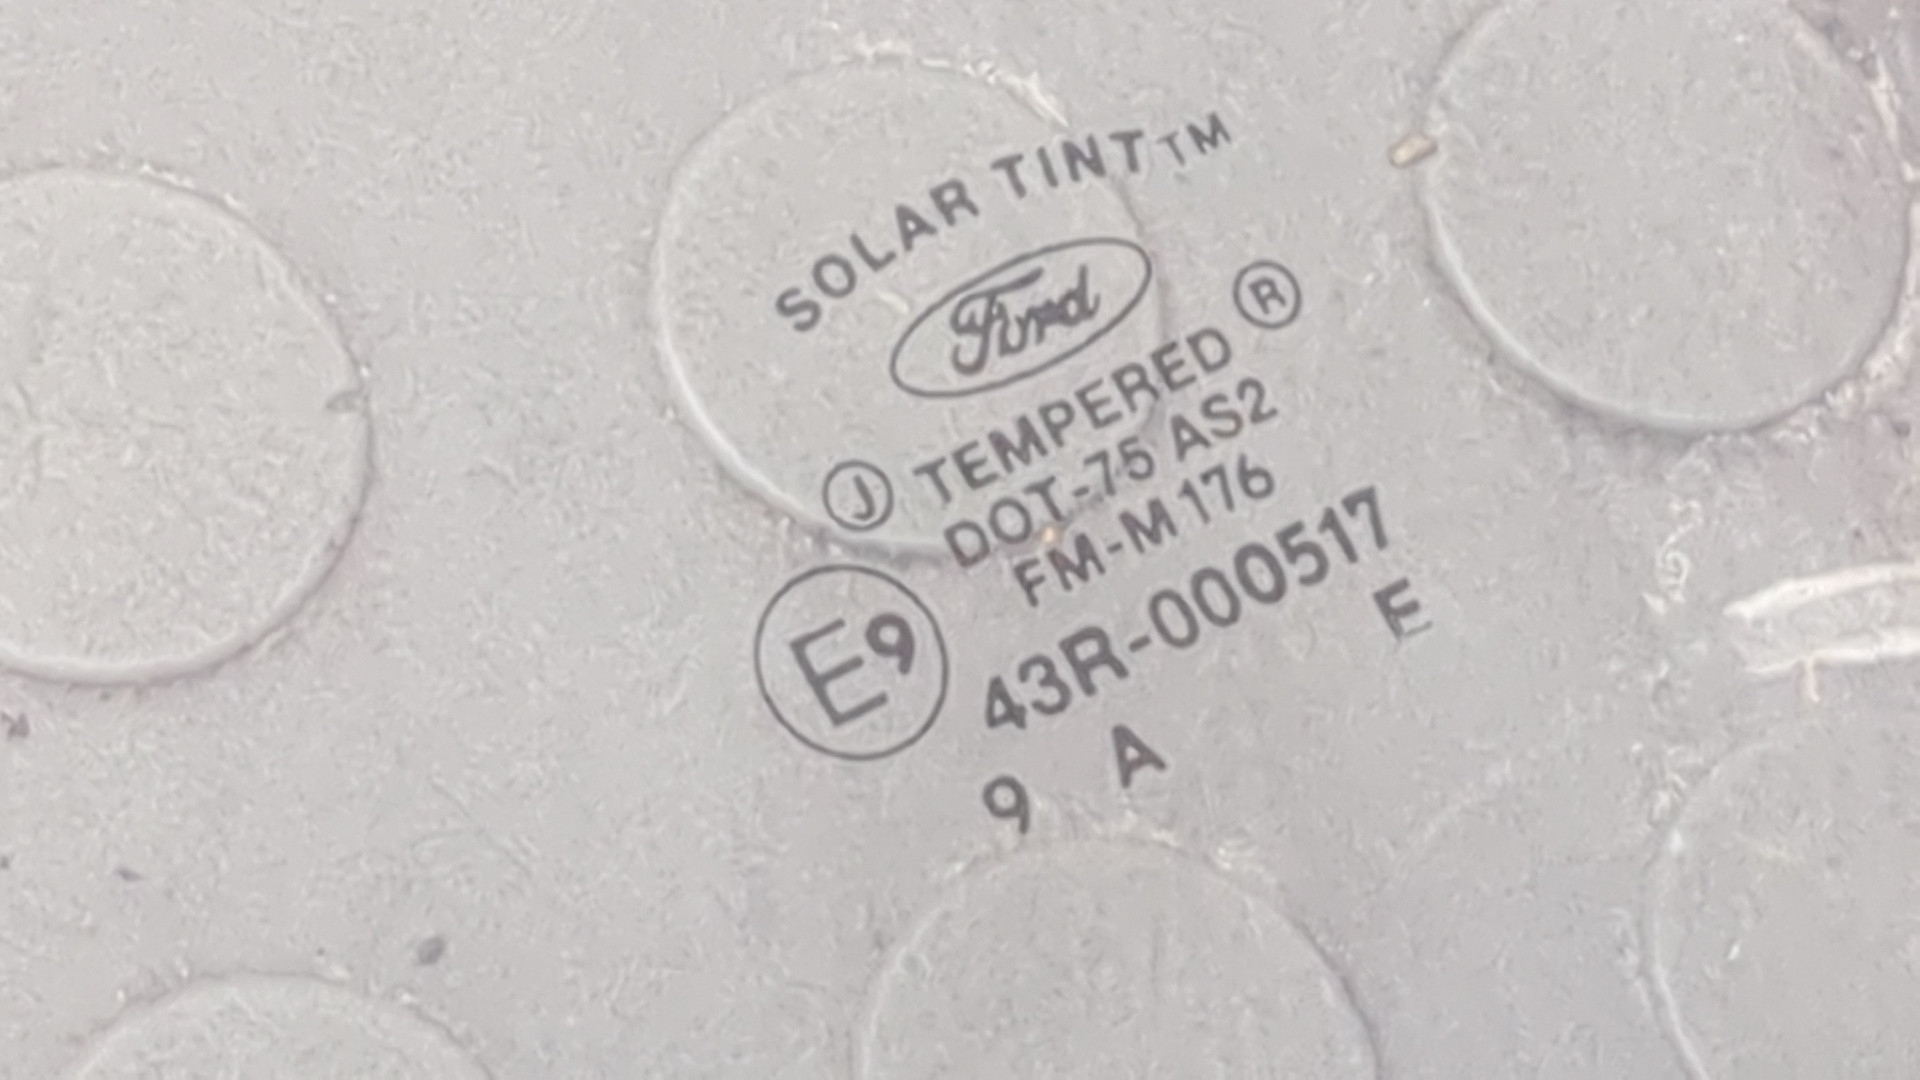 SOLAR TINT™
Ford
Ⓙ TEMPERED ®
DOT-75 AS2
FM-M176
E9 43R-000517
E
9 A